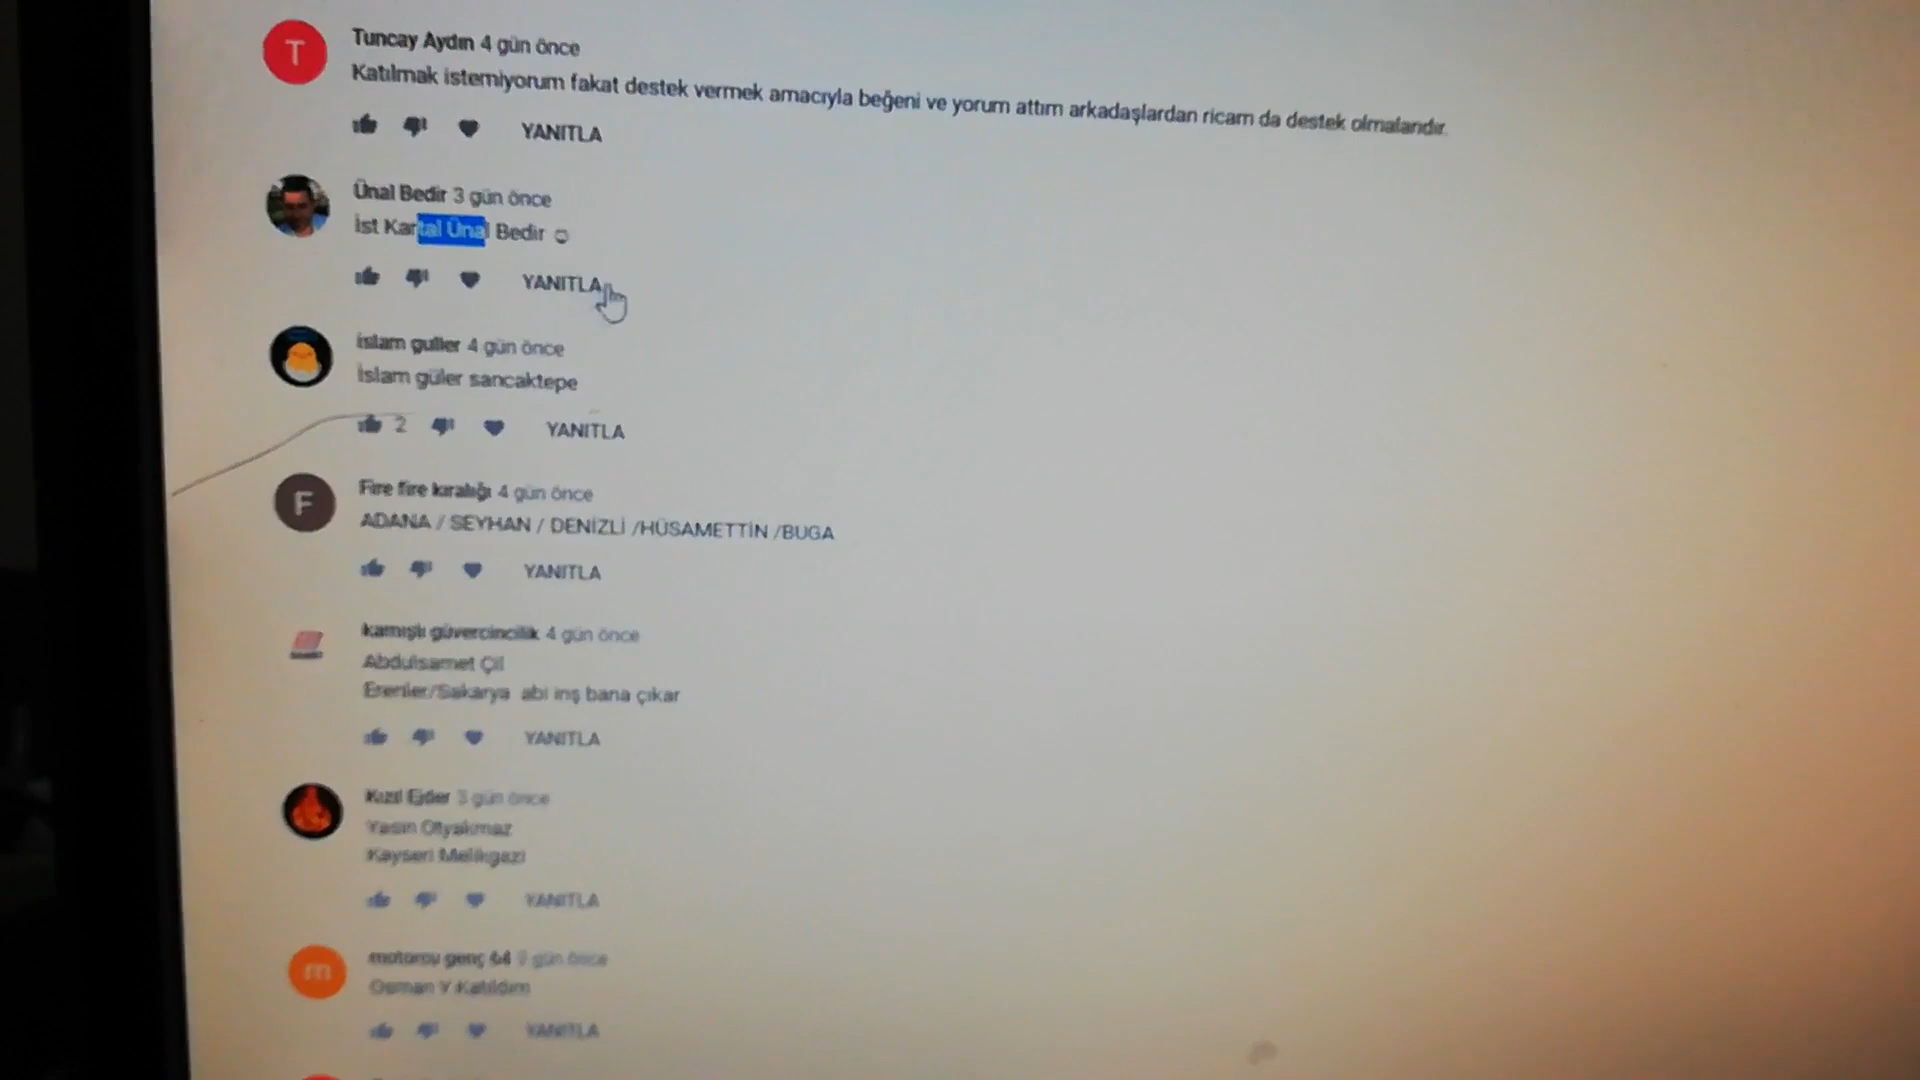 T
Tuncay Aydın 4 gün önce
Katılmak istemiyorum fakat destek vermek amacıyla beğeni ve yorum attım arkadaşlardan ricam da destek olmalarıdır.
YANITLA
Ünal Bedir 3 gün önce
İst Kartal Ünal Bedir ☺
YANITLA
islam guller 4 gün önce
İslam güler sancaktepe
2 YANITLA
F
Fire fire kıralığı 4 gün önce
ADANA / SEYHAN / DENİZLİ /HÜSAMETTİN /BUGA
YANITLA
kamışlı güvercincilik 4 gün önce
Abdulsamet Çil
Erenler/Sakarya abi inş bana çıkar
YANITLA
Kızıl Ejder 3 gün önce
Yasin Otyakmaz
Kayseri Melikgazi
YANITLA
m
motorcu genç 44 gün önce
Osman Y Katıldım
YANITLA